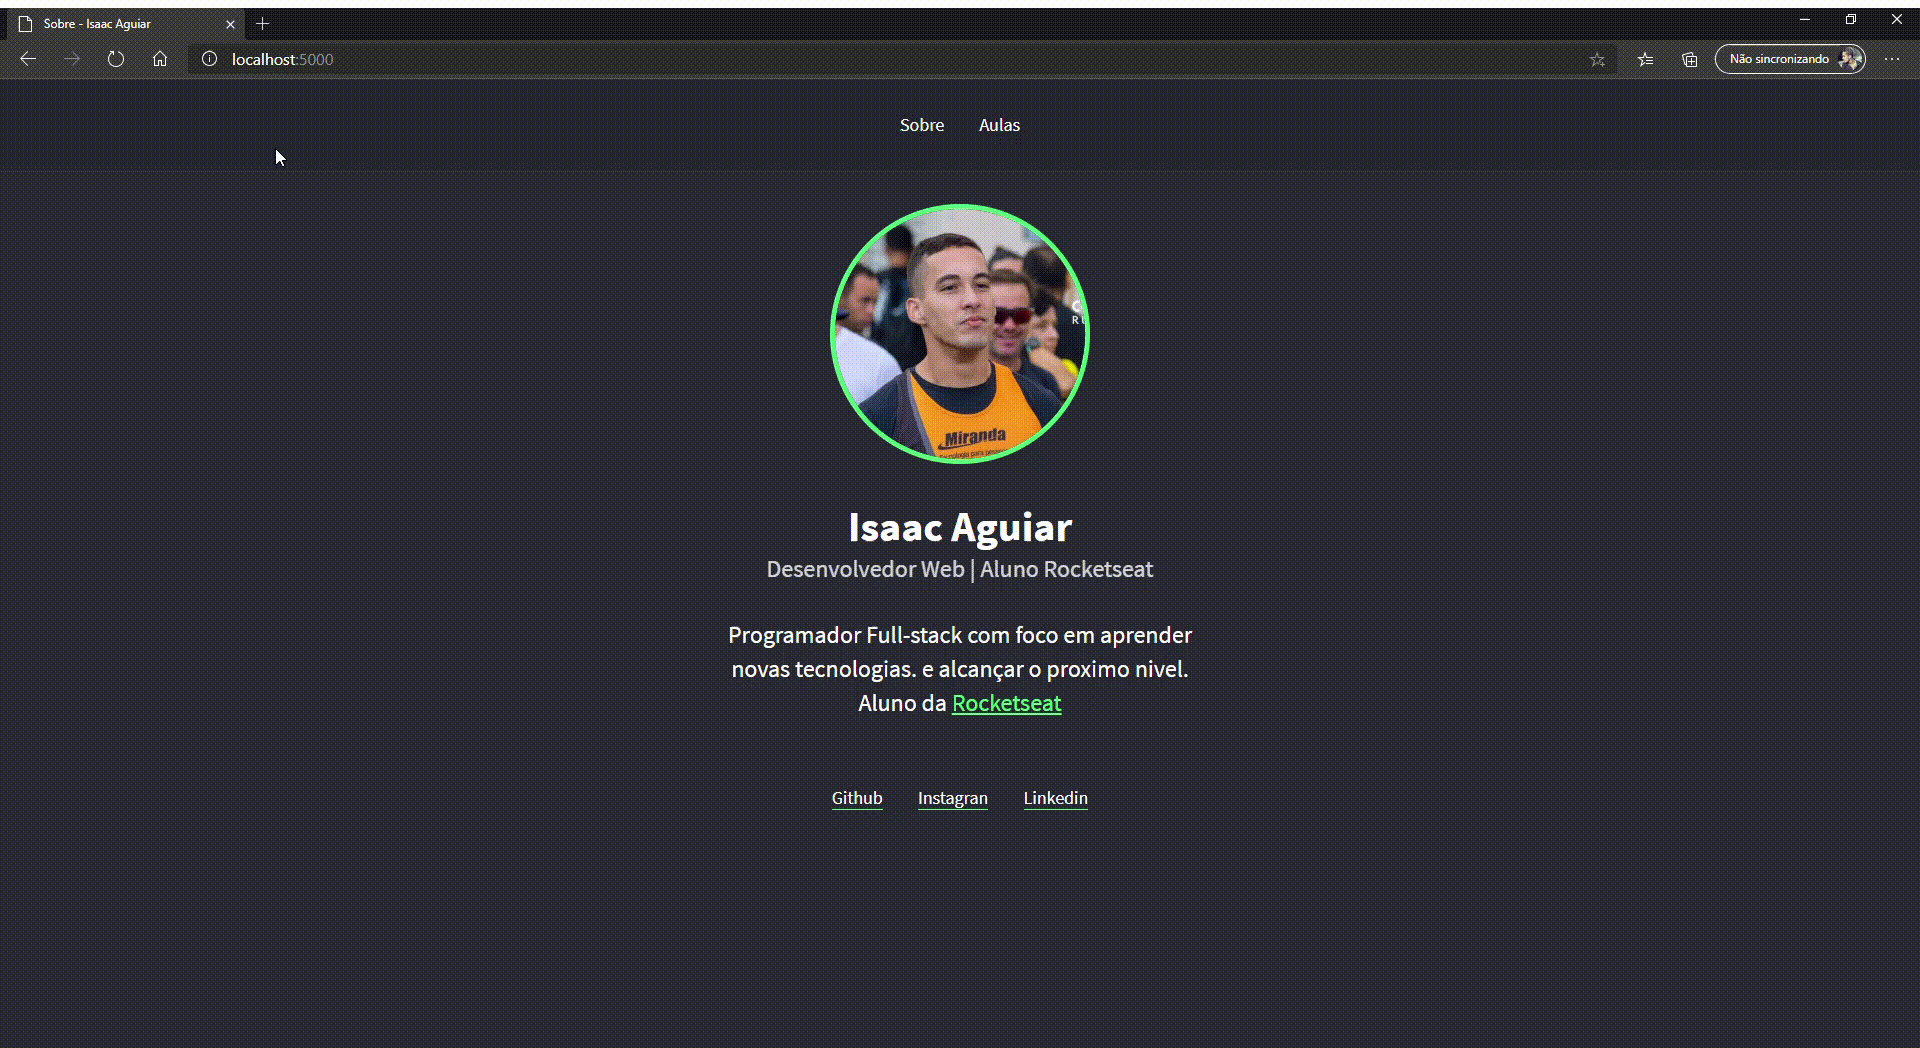 Sobre - Isaac Aguiar
localhost:5000
Não sincronizando
Sobre Aulas
Miranda
Isaac Aguiar
Desenvolvedor Web | Aluno Rocketseat
Programador Full-stack com foco em aprender
novas tecnologias. e alcançar o proximo nivel.
Aluno da Rocketseat
Github Instagran Linkedin